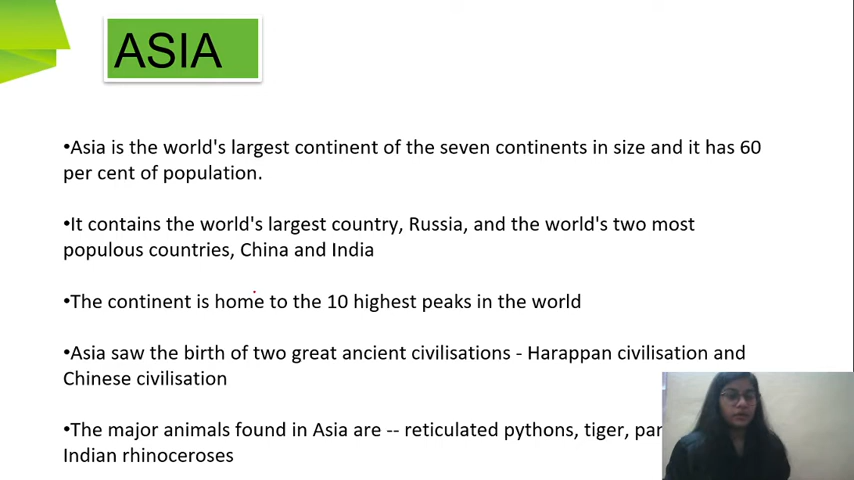 ASIA
•Asia is the world's largest continent of the seven continents in size and it has 60
per cent of population.
•It contains the world's largest country, Russia, and the world's two most
populous countries, China and India
•The continent is home to the 10 highest peaks in the world
•Asia saw the birth of two great ancient civilisations - Harappan civilisation and
Chinese civilisation
•The major animals found in Asia are -- reticulated pythons, tiger,
Indian rhinoceroses